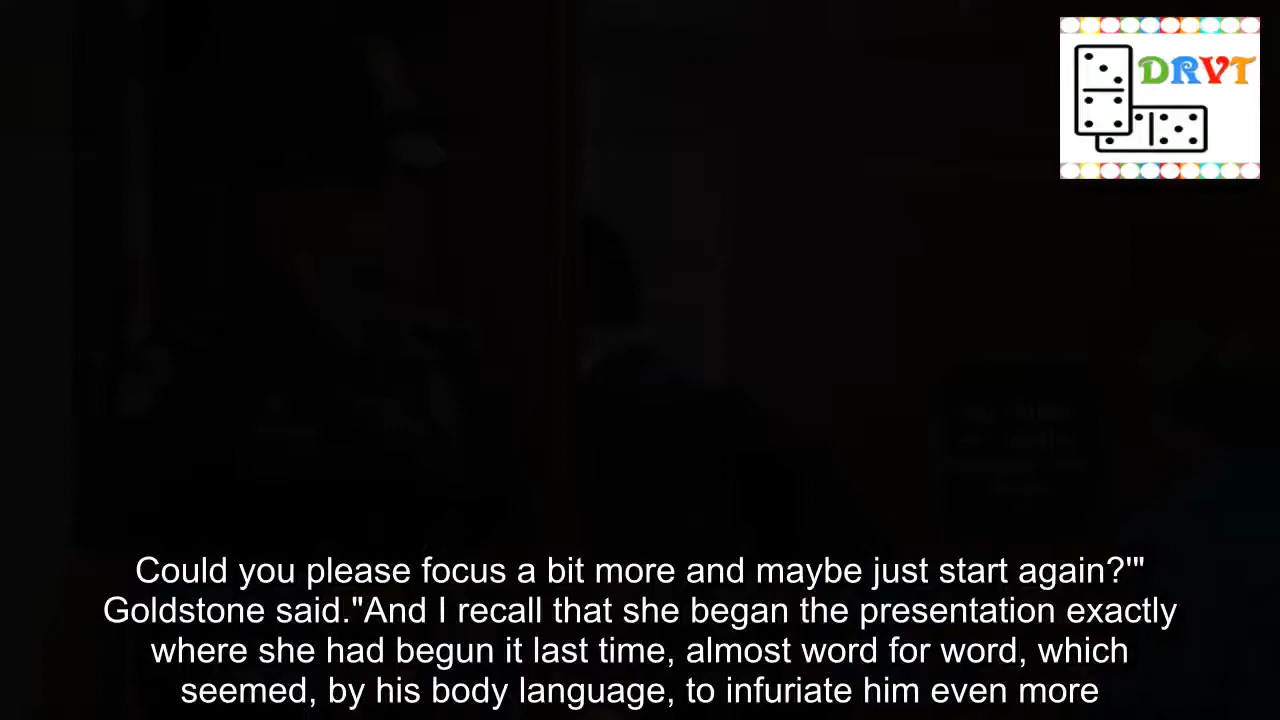 DRVT
Could you please focus a bit more and maybe just start again?'"
Goldstone said."And I recall that she began the presentation exactly
where she had begun it last time, almost word for word, which
seemed, by his body language, to infuriate him even more